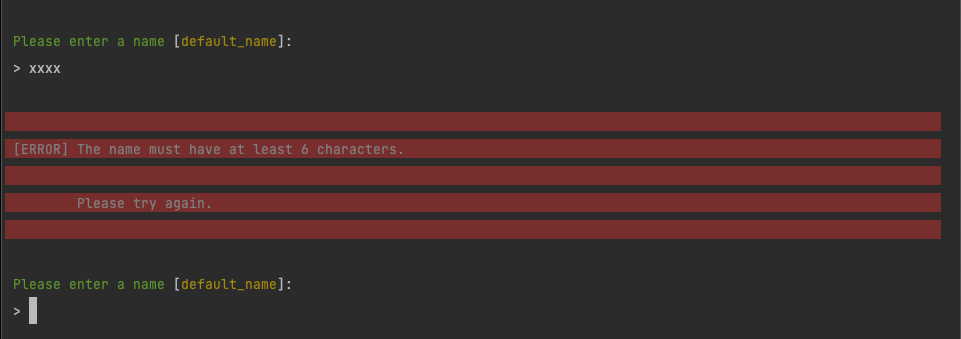 Please enter a name [default_name]:
> xxxx
[ERROR] The name must have at least 6 characters.
Please try again.
Please enter a name [default_name]:
>